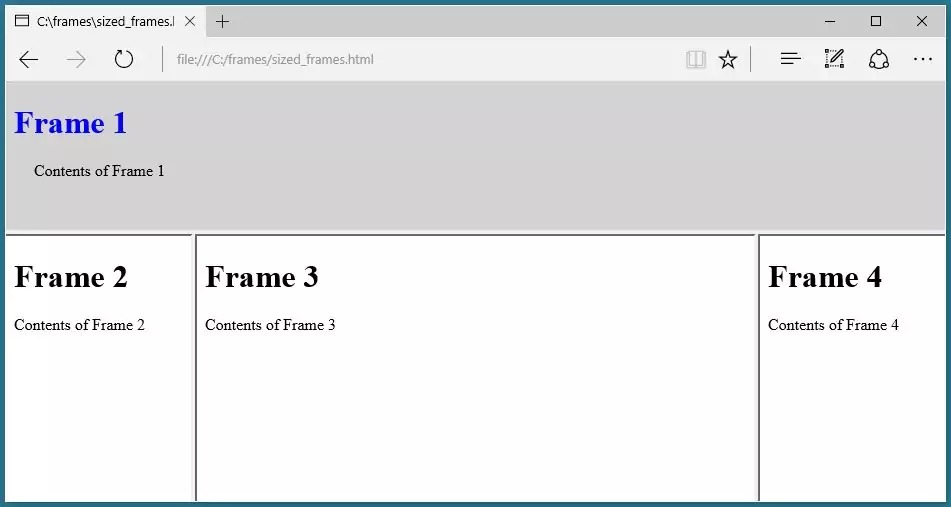 C:\frames\sized_frames.
file:///C:/frames/sized_frames.html
Frame 1
Contents of Frame 1
Frame 2
Contents of Frame 2
Frame 3
Contents of Frame 3
Frame 4
Contents of Frame 4